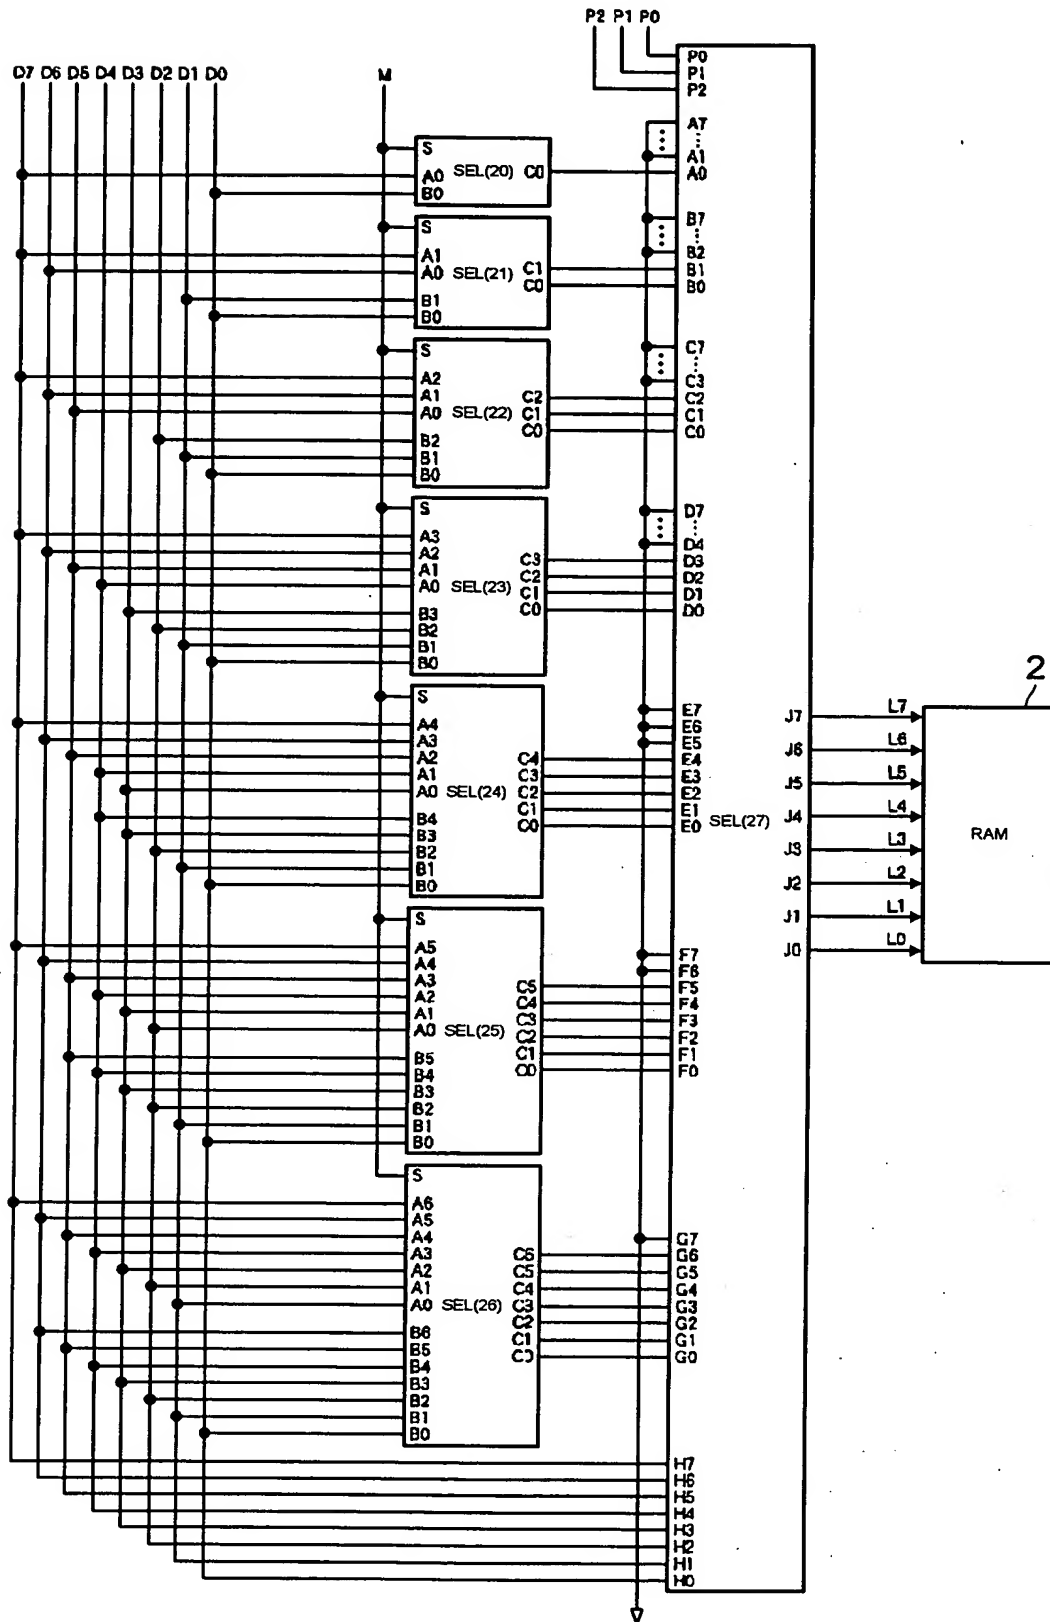 P2 P1 P0
D7 D6 D5 D4 D3 D2 D1 D0
M
P0
P1
P2
A7
A1
A0
S
A0
B0
SEL(20)
C0
B7
B2
B1
B0
S
A1
A0
B1
B0
SEL(21)
C1
C0
C7
C3
C2
C1
C0
S
A2
A1
A0
B2
B1
B0
SEL(22)
C2
C1
C0
D7
D4
D3
D2
D1
D0
S
A3
A2
A1
A0
B3
B2
B1
B0
SEL(23)
C3
C2
C1
C0
E7
E6
E5
E4
E3
E2
E1
E0
S
A4
A3
A2
A1
A0
B4
B3
B2
B1
B0
SEL(24)
C4
C3
C2
C1
C0
SEL(27)
J7
J6
J5
J4
J3
J2
J1
J0
L7
L6
L5
L4
L3
L2
L1
L0
2
RAM
S
A5
A4
A3
A2
A1
A0
B5
B4
B3
B2
B1
B0
SEL(25)
C5
C4
C3
C2
C1
C0
F7
F6
F5
F4
F3
F2
F1
F0
S
A6
A5
A4
A3
A2
A1
A0
B6
B5
B4
B3
B2
B1
B0
SEL(26)
C6
C5
C4
C3
C2
C1
C0
G7
G6
G5
G4
G3
G2
G1
G0
H7
H6
H5
H4
H3
H2
H1
H0